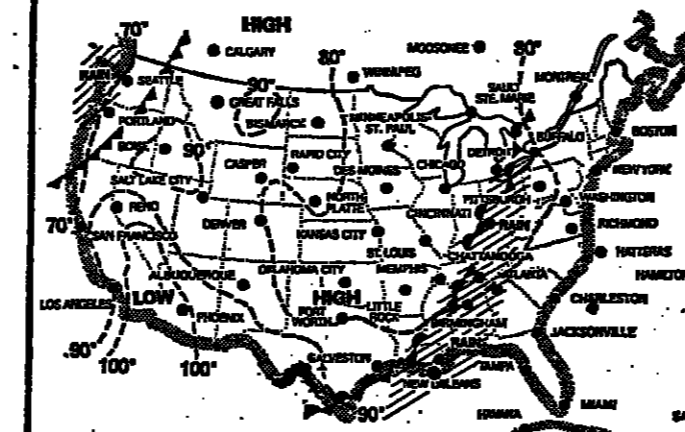 70°
HIGH
CALGARY
80°
MOOSONEE
80°
RAIN
SEATTLE
90°
WINNIPEG
SAULT
STE. MARIE
MONTREAL
GREAT FALLS
BISMARCK
MINNEAPOLIS
ST. PAUL
PORTLAND
BUFFALO
BOSTON
BOISE
90°
CASPER
RAPID CITY
DES MOINES
CHICAGO
DETROIT
NEW YORK
SALT LAKE CITY
NORTH
PLATTE
PITTSBURGH
WASHINGTON
RENO
CINCINNATI
70°
SAN FRANCISCO
DENVER
KANSAS CITY
RAIN
RICHMOND
ST. LOUIS
CHATTANOOGA
HATTERAS
ALBUQUERQUE
OKLAHOMA CITY
MEMPHIS
ATLANTA
HAMILTON
LOS ANGELES
LOW
HIGH
FORT
WORTH
LITTLE
ROCK
CHARLESTON
PHOENIX
BIRMINGHAM
JACKSONVILLE
90°
100°
100°
GALVESTON
RAIN
TAMPA
NEW ORLEANS
90°
HAVANA
MIAMI
SA